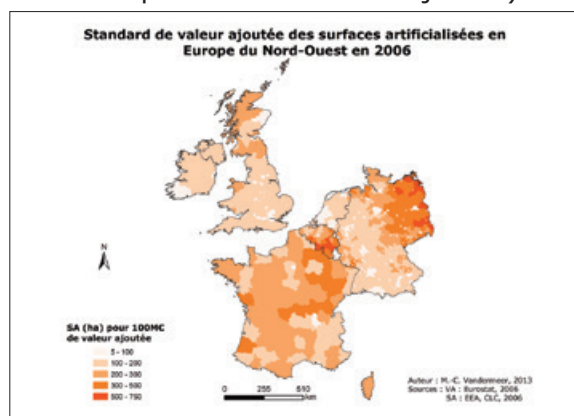 Standard de valeur ajoutée des surfaces artificialisées en
Europe du Nord-Ouest en 2006
N
SA (ha) pour 100M€
de valeur ajoutée
5 - 100
100 - 200
200 - 300
300 - 500
500 - 750
0 255 510
km
Auteur : M.-C. Vandermeer, 2013
Sources : VA : Eurostat, 2006
SA : EEA, CLC, 2006